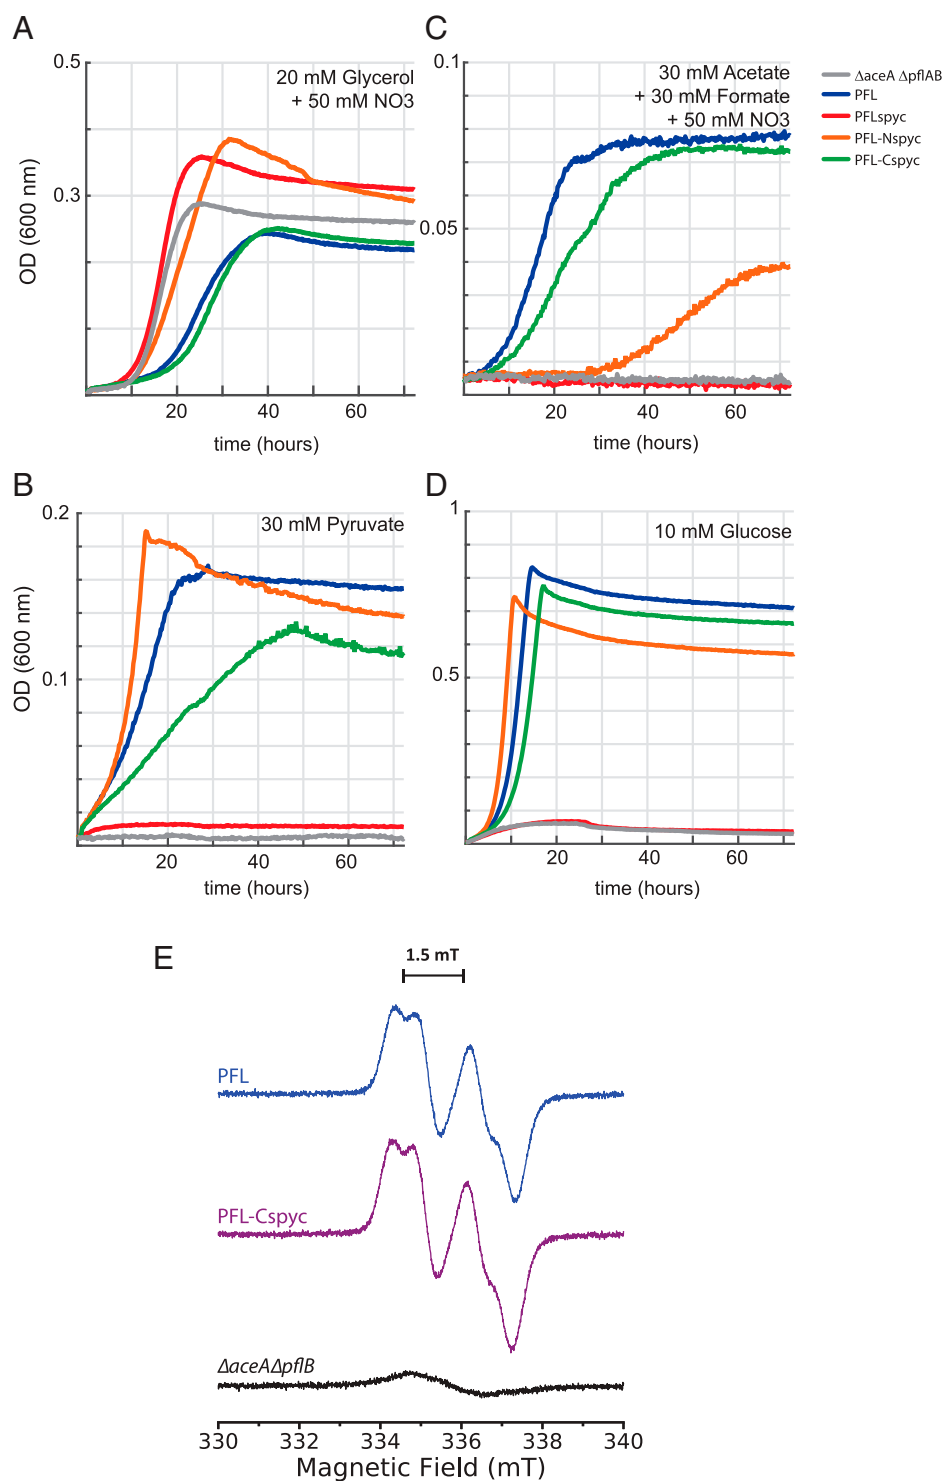 A
0.5
20 mM Glycerol
+ 50 mM NO3
0.3
OD (600 nm)
20
40
60
time (hours)
C
0.1
30 mM Acetate
+ 30 mM Formate
+ 50 mM NO3
0.05
20
40
60
time (hours)
ΔaceA ΔpflAB
PFL
PFLspyc
PFL-Nspyc
PFL-Cspyc
B
0.2
30 mM Pyruvate
0.1
OD (600 nm)
20
40
60
time (hours)
D
1
10 mM Glucose
0.5
20
40
60
time (hours)
E
1.5 mT
PFL
PFL-Cspyc
ΔaceAΔpflB
330
332
334
336
338
340
Magnetic Field (mT)